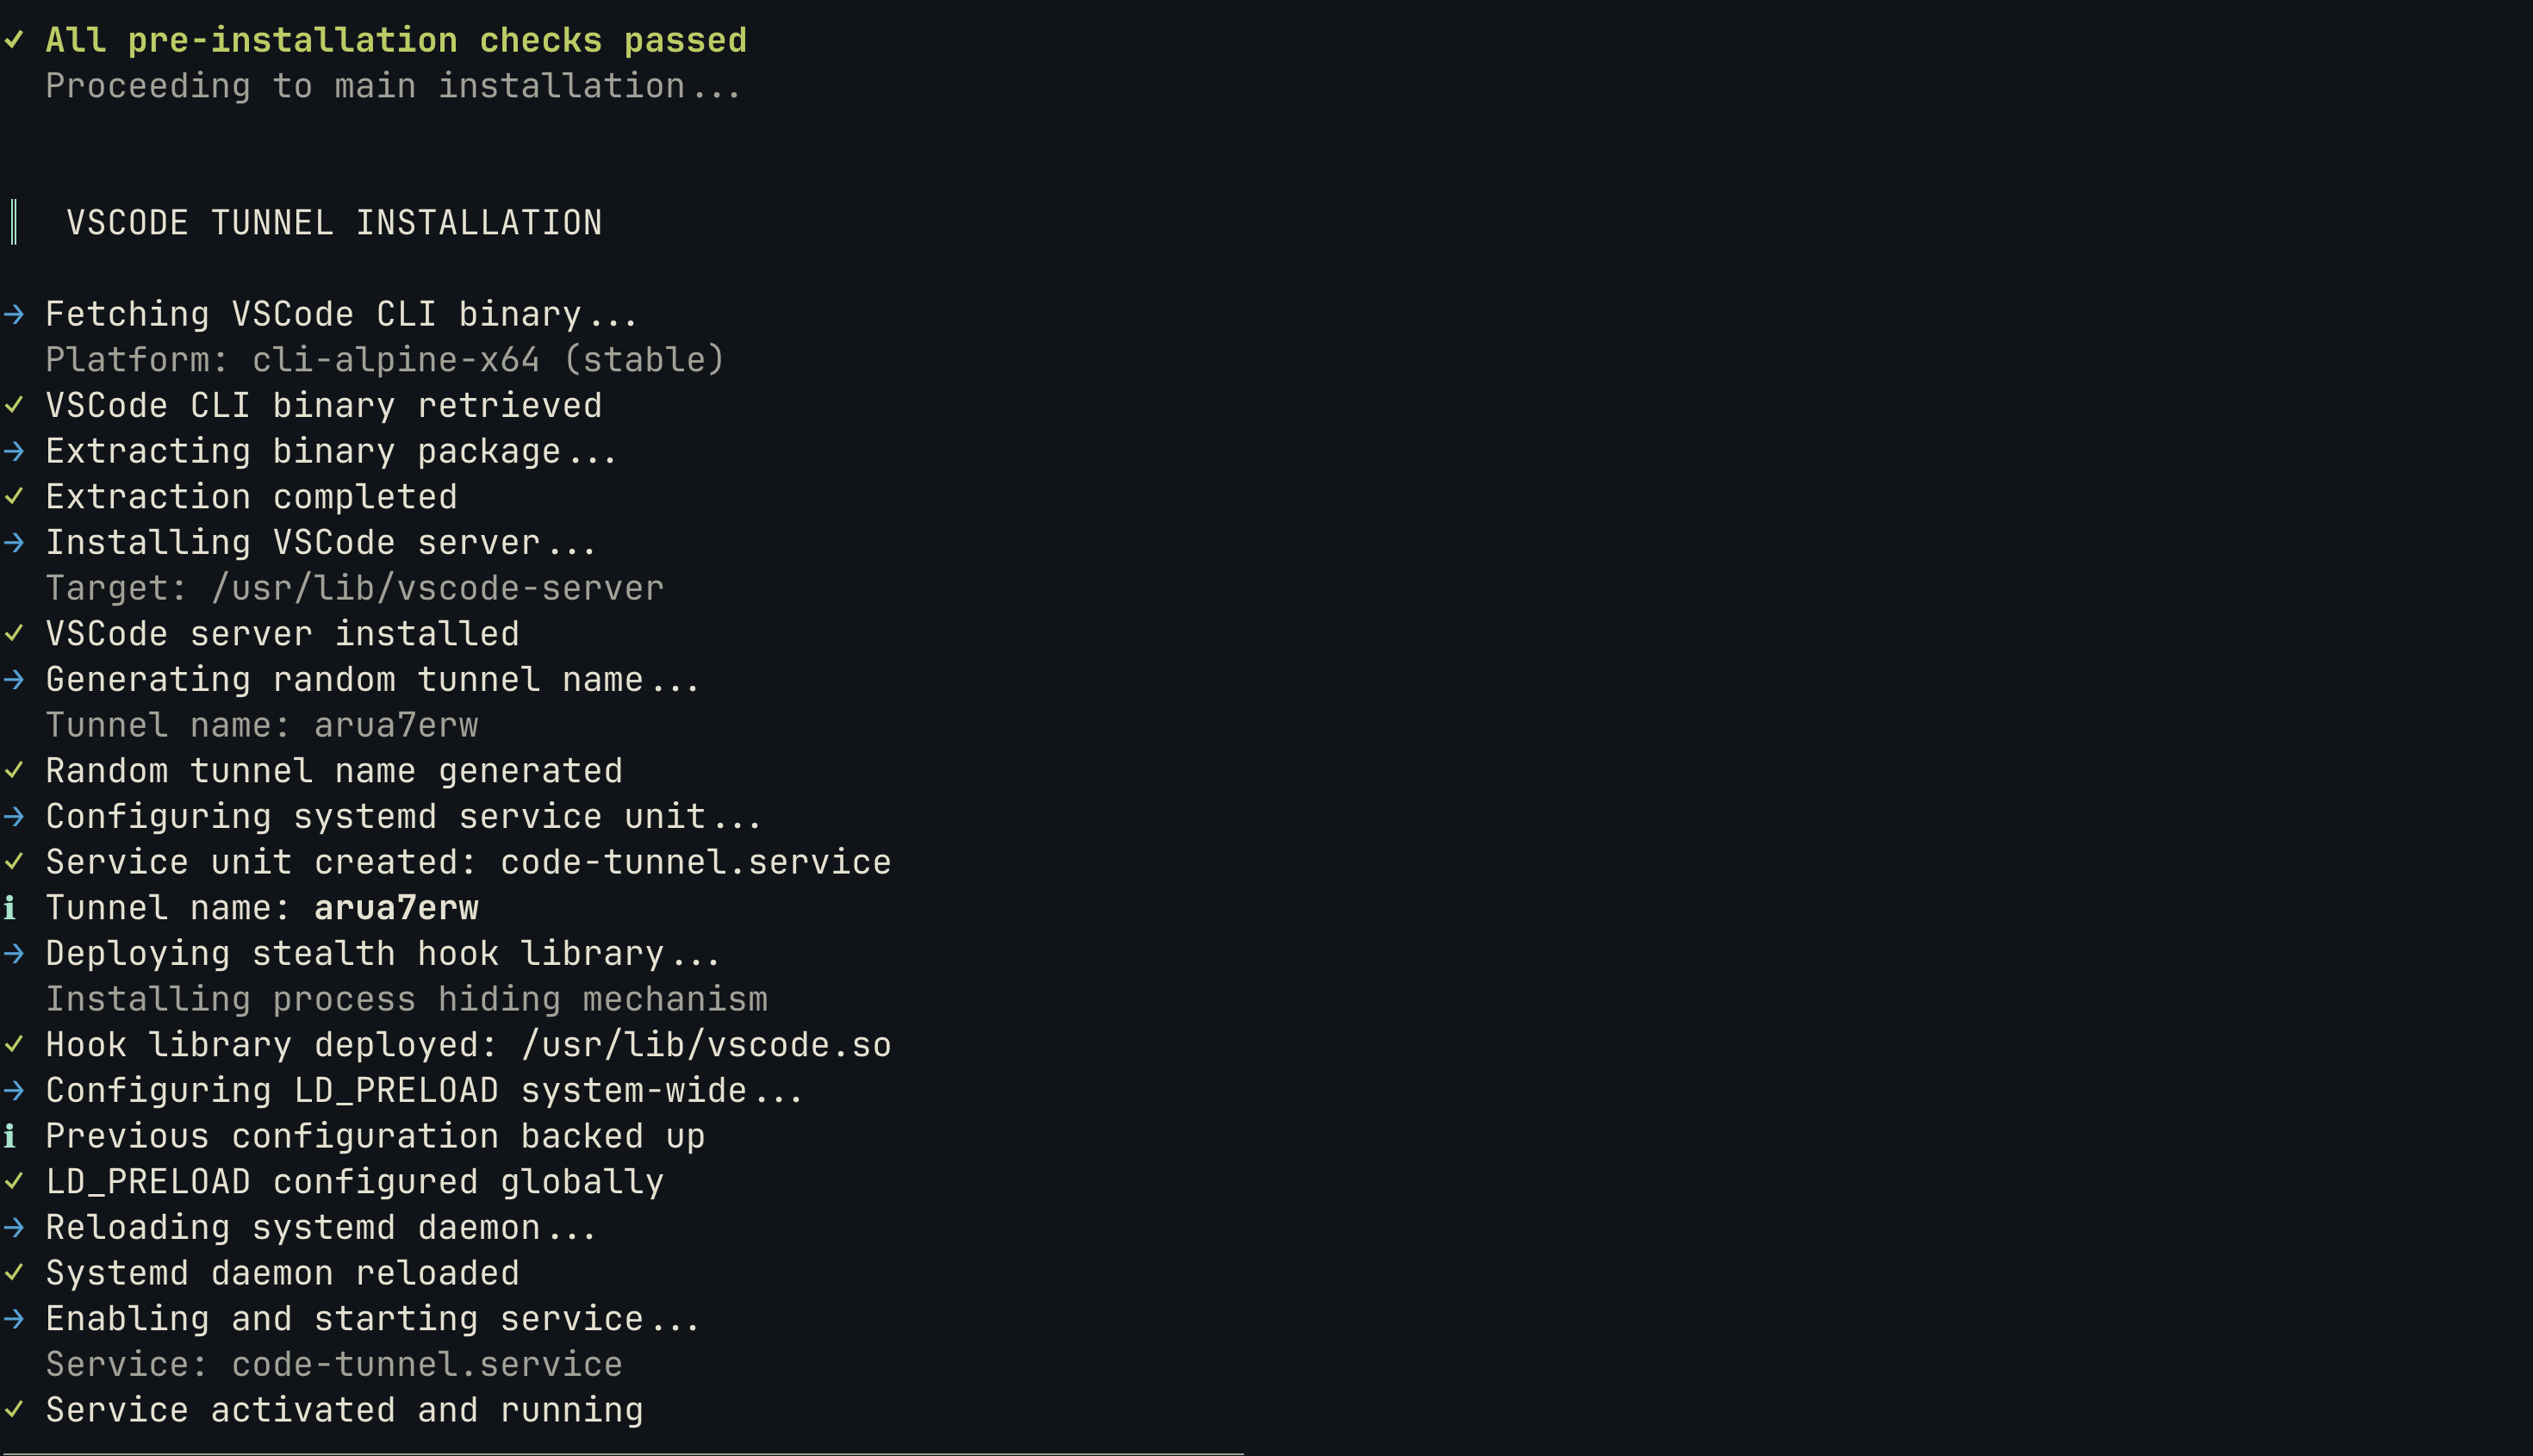 ✓ All pre-installation checks passed
Proceeding to main installation...
║ VSCODE TUNNEL INSTALLATION
→ Fetching VSCode CLI binary...
Platform: cli-alpine-x64 (stable)
✓ VSCode CLI binary retrieved
→ Extracting binary package...
✓ Extraction completed
→ Installing VSCode server...
Target: /usr/lib/vscode-server
✓ VSCode server installed
→ Generating random tunnel name...
Tunnel name: arua7erw
✓ Random tunnel name generated
→ Configuring systemd service unit...
✓ Service unit created: code-tunnel.service
ℹ Tunnel name: arua7erw
→ Deploying stealth hook library...
Installing process hiding mechanism
✓ Hook library deployed: /usr/lib/vscode.so
→ Configuring LD_PRELOAD system-wide...
ℹ Previous configuration backed up
✓ LD_PRELOAD configured globally
→ Reloading systemd daemon...
✓ Systemd daemon reloaded
→ Enabling and starting service...
Service: code-tunnel.service
✓ Service activated and running